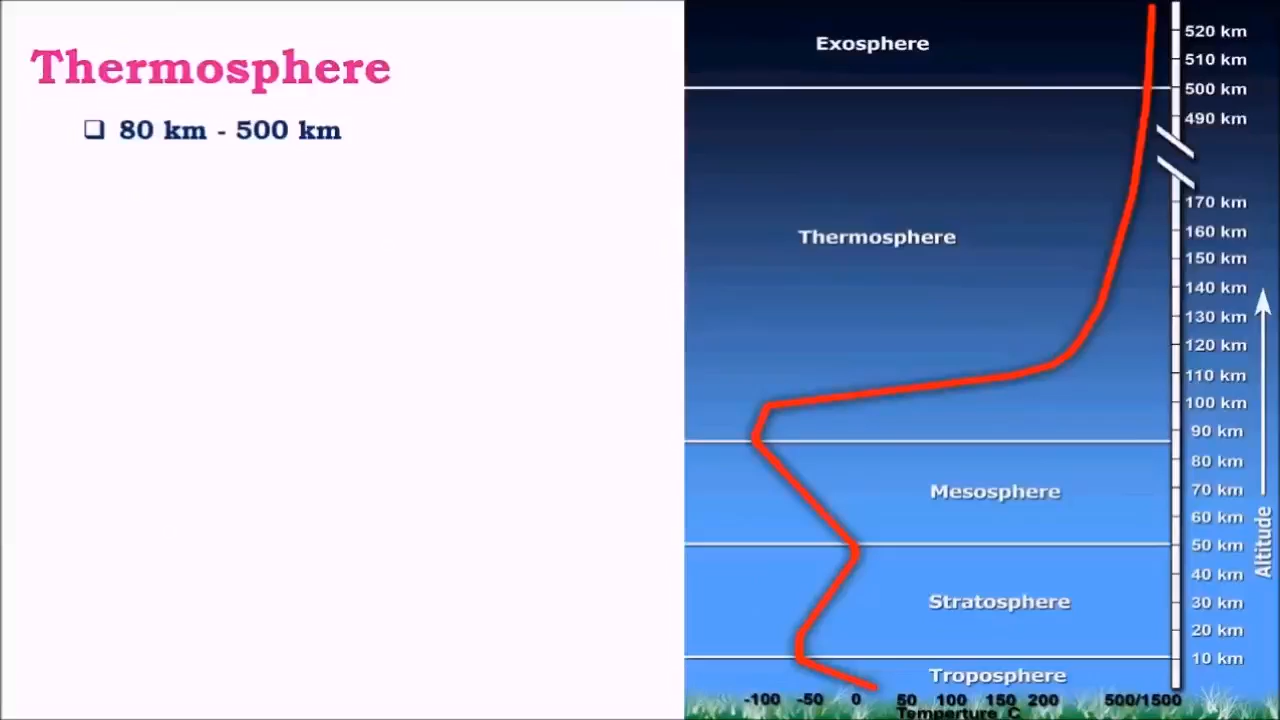 Thermosphere
❑ 80 km - 500 km
Exosphere
Thermosphere
Mesosphere
Stratosphere
Troposphere
520 km
510 km
500 km
490 km
170 km
160 km
150 km
140 km
130 km
120 km
110 km
100 km
90 km
80 km
70 km
60 km
50 km
40 km
30 km
20 km
10 km
Altitude
-100 -50 0 50 100 150 200 500/1500
Temperture C